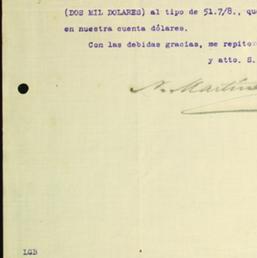 (DOS MIL DOLARES) al tipo de 51.7/8., que
en nuestra cuenta dólares.
Con las debidas gracias, me repito
y atto. S.
N. Martíne
LGB